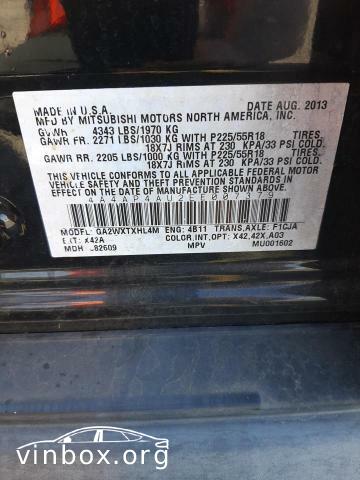 MADE IN U.S.A. DATE AUG. 2013
MFD BY MITSUBISHI MOTORS NORTH AMERICA, INC.
GVWR 4343 LBS/1970 KG
GAWR FR. 2271 LBS/1030 KG WITH P225/55R18 TIRES,
18X7J RIMS AT 230 KPA/33 PSI COLD
GAWR RR. 2205 LBS/1000 KG WITH P225/55R18 TIRES,
18X7J RIMS AT 230 KPA/33 PSI COLD
THIS VEHICLE CONFORMS TO ALL APPLICABLE FEDERAL MOTOR
VEHICLE SAFETY AND THEFT PREVENTION STANDARDS IN EFFECT
ON THE DATE OF MANUFACTURE SHOWN ABOVE.
4A4AP4AU2EE007379
MODEL: GA2WXTXHL4M ENG: 4B11 TRANS,AXLE: F1CJA
EXT: X42A COLOR,INT,OPT: X42,42X,A03
MDH 082609 MPV MU001602
vinbox.org